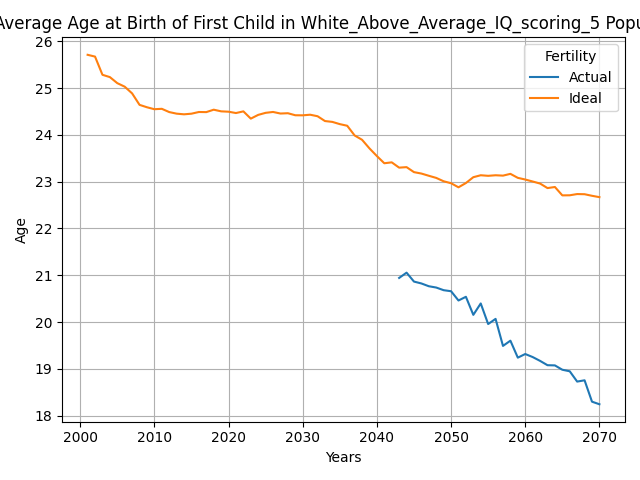 Average Age at Birth of First Child in White_Above_Average_IQ_scoring_5 Popu
26
25
24
23
22
21
20
19
18
Age
2000 2010 2020 2030 2040 2050 2060 2070
Years
Fertility
Actual
Ideal